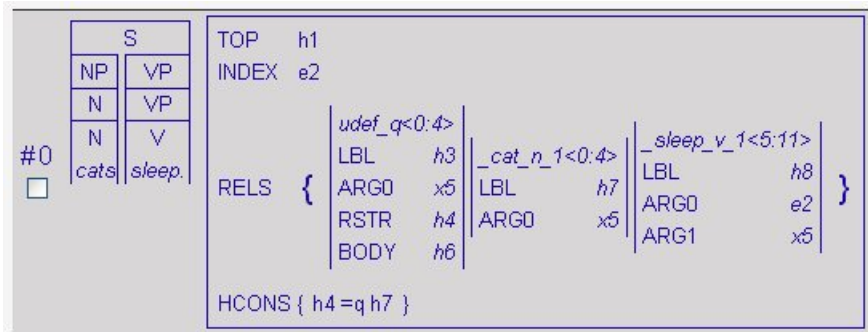 S
NP VP
N VP
N V
cats sleep.
#0
TOP h1
INDEX e2
RELS {
udef_q<0:4>
LBL h3
ARG0 x5
RSTR h4
BODY h6
_cat_n_1<0:4>
LBL h7
ARG0 x5
_sleep_v_1<5:11>
LBL h8
ARG0 e2
ARG1 x5
}
HCONS { h4 =q h7 }